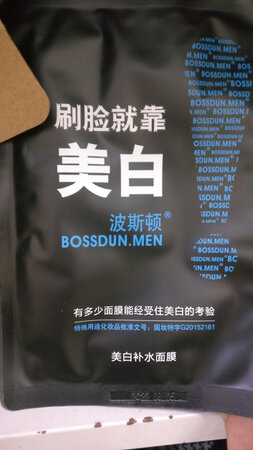 刷脸就靠
美白
波斯顿®
BOSSDUN.MEN
有多少面膜能经受住美白的考验
特殊用途化妆品批准文号：国妆特字G20152161
美白补水面膜